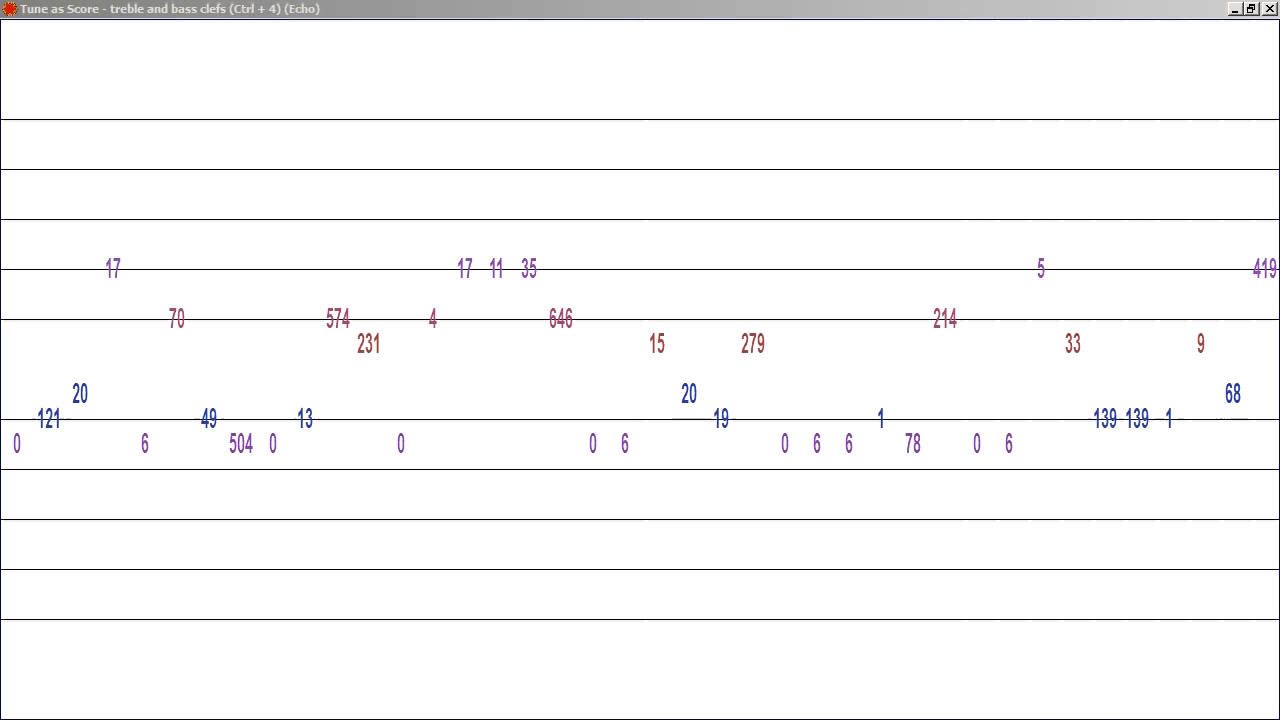 Tune as Score - treble and bass clefs (Ctrl + 4) (Echo)
17 17 11 35 5 419
70 574 4 646 214
231 15 279 33 9
20 20 68
121 49 13 19 1 139 139 1
0 6 504 0 0 0 6 0 6 6 78 0 6